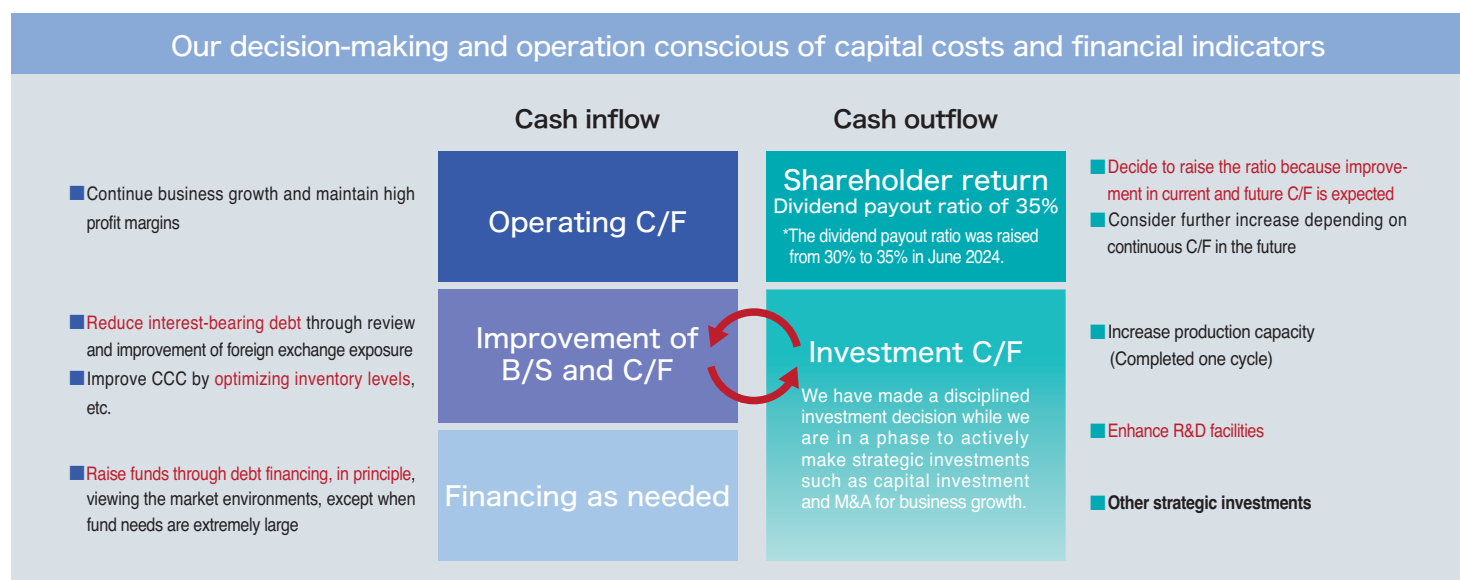 Our decision-making and operation conscious of capital costs and financial indicators
Cash inflow
Cash outflow
■Continue business growth and maintain high
profit margins
Operating C/F
Shareholder return
Dividend payout ratio of 35%
*The dividend payout ratio was raised
from 30% to 35% in June 2024.
■Decide to raise the ratio because improve-
ment in current and future C/F is expected
■Consider further increase depending on
continuous C/F in the future
■Reduce interest-bearing debt through review
and improvement of foreign exchange exposure
■Improve CCC by optimizing inventory levels,
etc.
Improvement of
B/S and C/F
Investment C/F
We have made a disciplined
investment decision while we
are in a phase to actively
make strategic investments
such as capital investment
and M&A for business growth.
■Increase production capacity
(Completed one cycle)
■Enhance R&D facilities
■Other strategic investments
■Raise funds through debt financing, in principle,
viewing the market environments, except when
fund needs are extremely large
Financing as needed